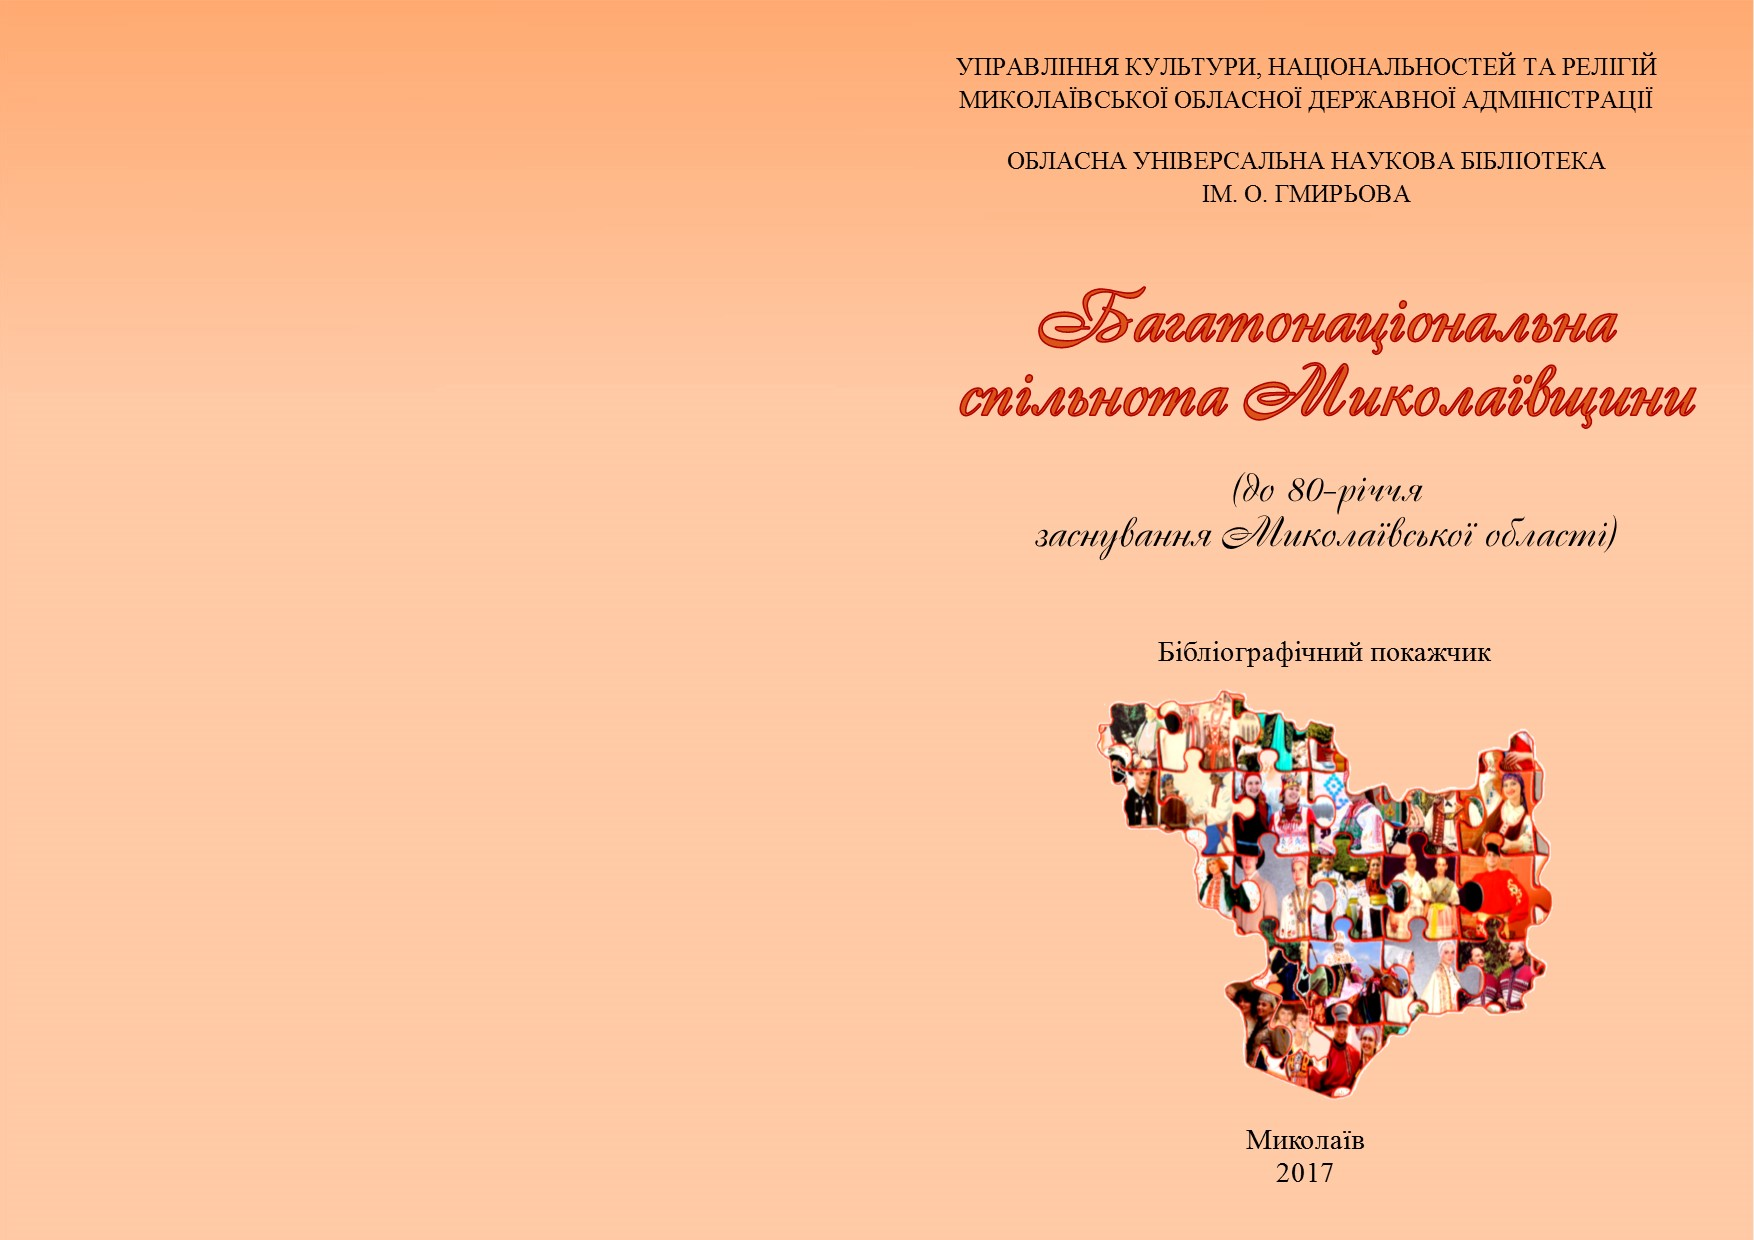 УПРАВЛІННЯ КУЛЬТУРИ, НАЦІОНАЛЬНОСТЕЙ ТА РЕЛІГІЙ
МИКОЛАЇВСЬКОЇ ОБЛАСНОЇ ДЕРЖАВНОЇ АДМІНІСТРАЦІЇ
ОБЛАСНА УНІВЕРСАЛЬНА НАУКОВА БІБЛІОТЕКА
ІМ. О. ГМИРЬОВА
Багатонаціональна
спільнота Миколаївщини
(до 80-річчя
заснування Миколаївської області)
Бібліографічний покажчик
Миколаїв
2017